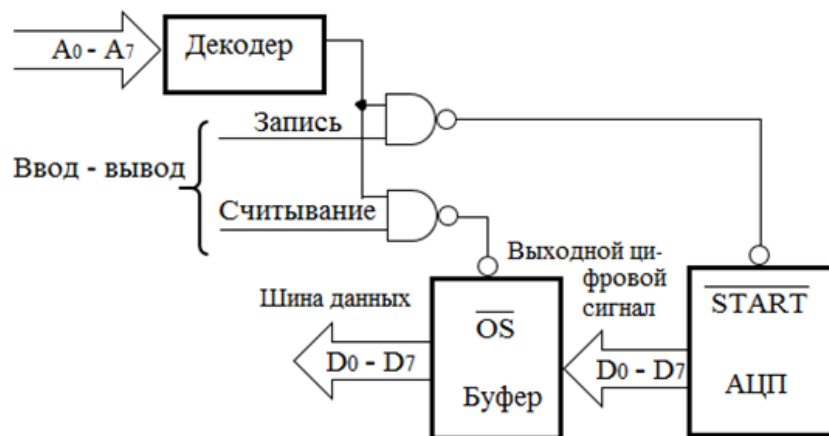 A0 - A7
Декодер
Запись
Ввод - вывод
Считывание
Выходной ци-
фровой
сигнал
Шина данных
OS
START
D0 - D7
D0 - D7
Буфер
АЦП